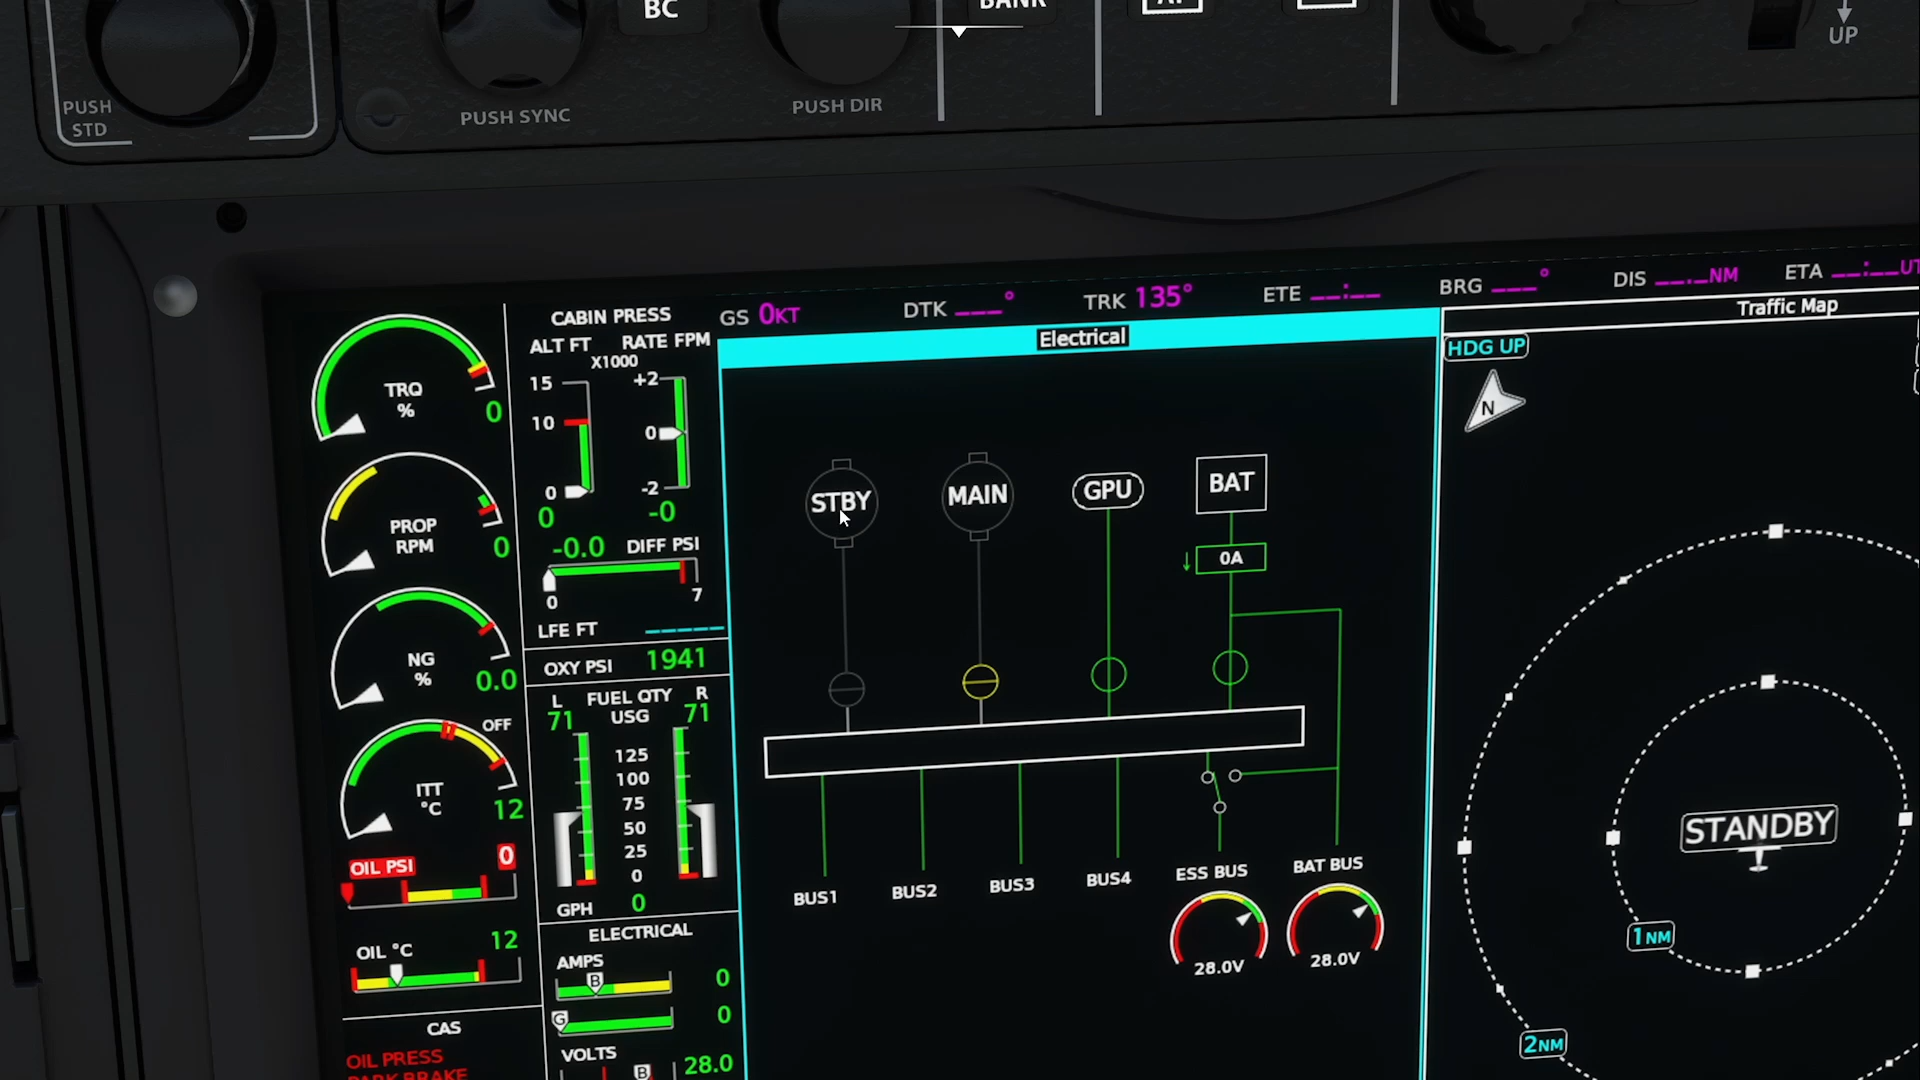 BC
BANK
UP
PUSH
STD
PUSH SYNC
PUSH DIR
GS 0KT
DTK ___°
TRK 135°
ETE __:__
BRG ___°
DIS __._NM
ETA __:__UT
CABIN PRESS
ALT FT
RATE FPM
X1000
15
10
0
0
+2
0
-2
-0
-0.0
DIFF PSI
0
7
LFE FT _____
OXY PSI 1941
L
FUEL QTY
R
71
USG
71
125
100
75
50
25
0
GPH 0
ELECTRICAL
AMPS
B
0
G
0
VOLTS
B
28.0
TRQ
%
0
PROP
RPM
0
NG
%
0.0
OFF
ITT
°C
12
OIL PSI
0
OIL °C
12
CAS
OIL PRESS
PARK BRAKE
Electrical
STBY
MAIN
GPU
BAT
↓ 0A
BUS1
BUS2
BUS3
BUS4
ESS BUS
BAT BUS
28.0V
28.0V
Traffic Map
HDG UP
N
STANDBY
1NM
2NM